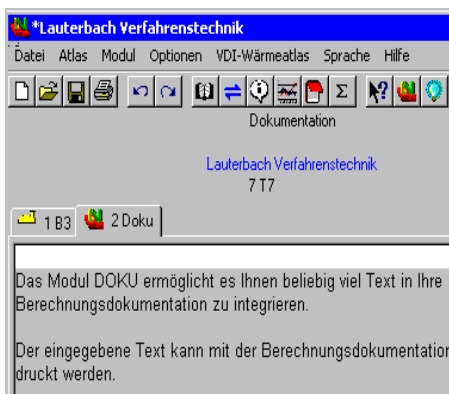 *Lauterbach Verfahrenstechnik
Datei Atlas Modul Optionen VDI-Wärmeatlas Sprache Hilfe
Σ ?
Dokumentation
Lauterbach Verfahrenstechnik
7 T7
1 B3 2 Doku
Das Modul DOKU ermöglicht es Ihnen beliebig viel Text in Ihre
Berechnungsdokumentation zu integrieren.
Der eingegebene Text kann mit der Berechnungsdokumentation
druckt werden.